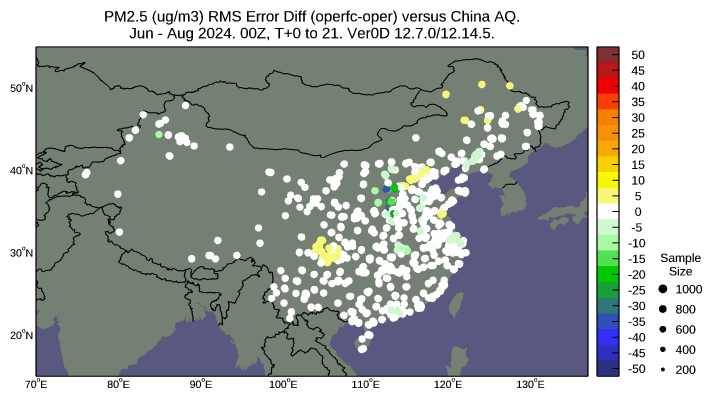 PM2.5 (ug/m3) RMS Error Diff (operfc-oper) versus China AQ.
Jun - Aug 2024. 00Z, T+0 to 21. Ver0D 12.7.0/12.14.5.
50°N
40°N
30°N
20°N
70°E 80°E 90°E 100°E 110°E 120°E 130°E
50
45
40
35
30
25
20
15
10
5
0
-5
-10
-15
-20
-25
-30
-35
-40
-45
-50
Sample
Size
1000
800
600
400
200